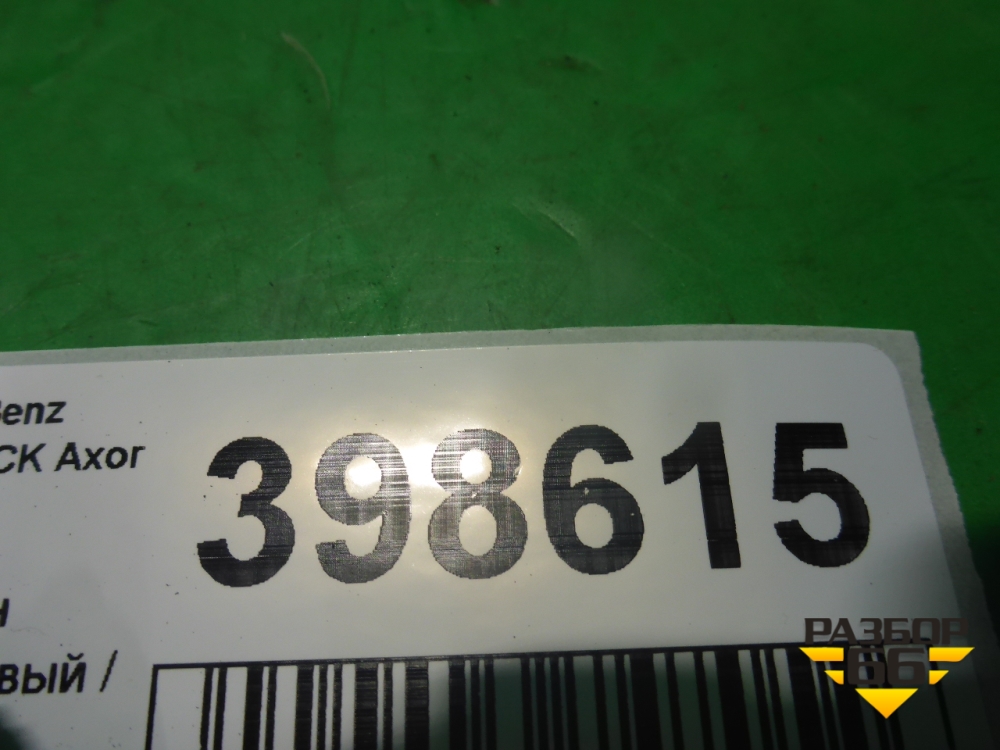 Benz
CK Axor
398615
вый /
РАЗБОР
66